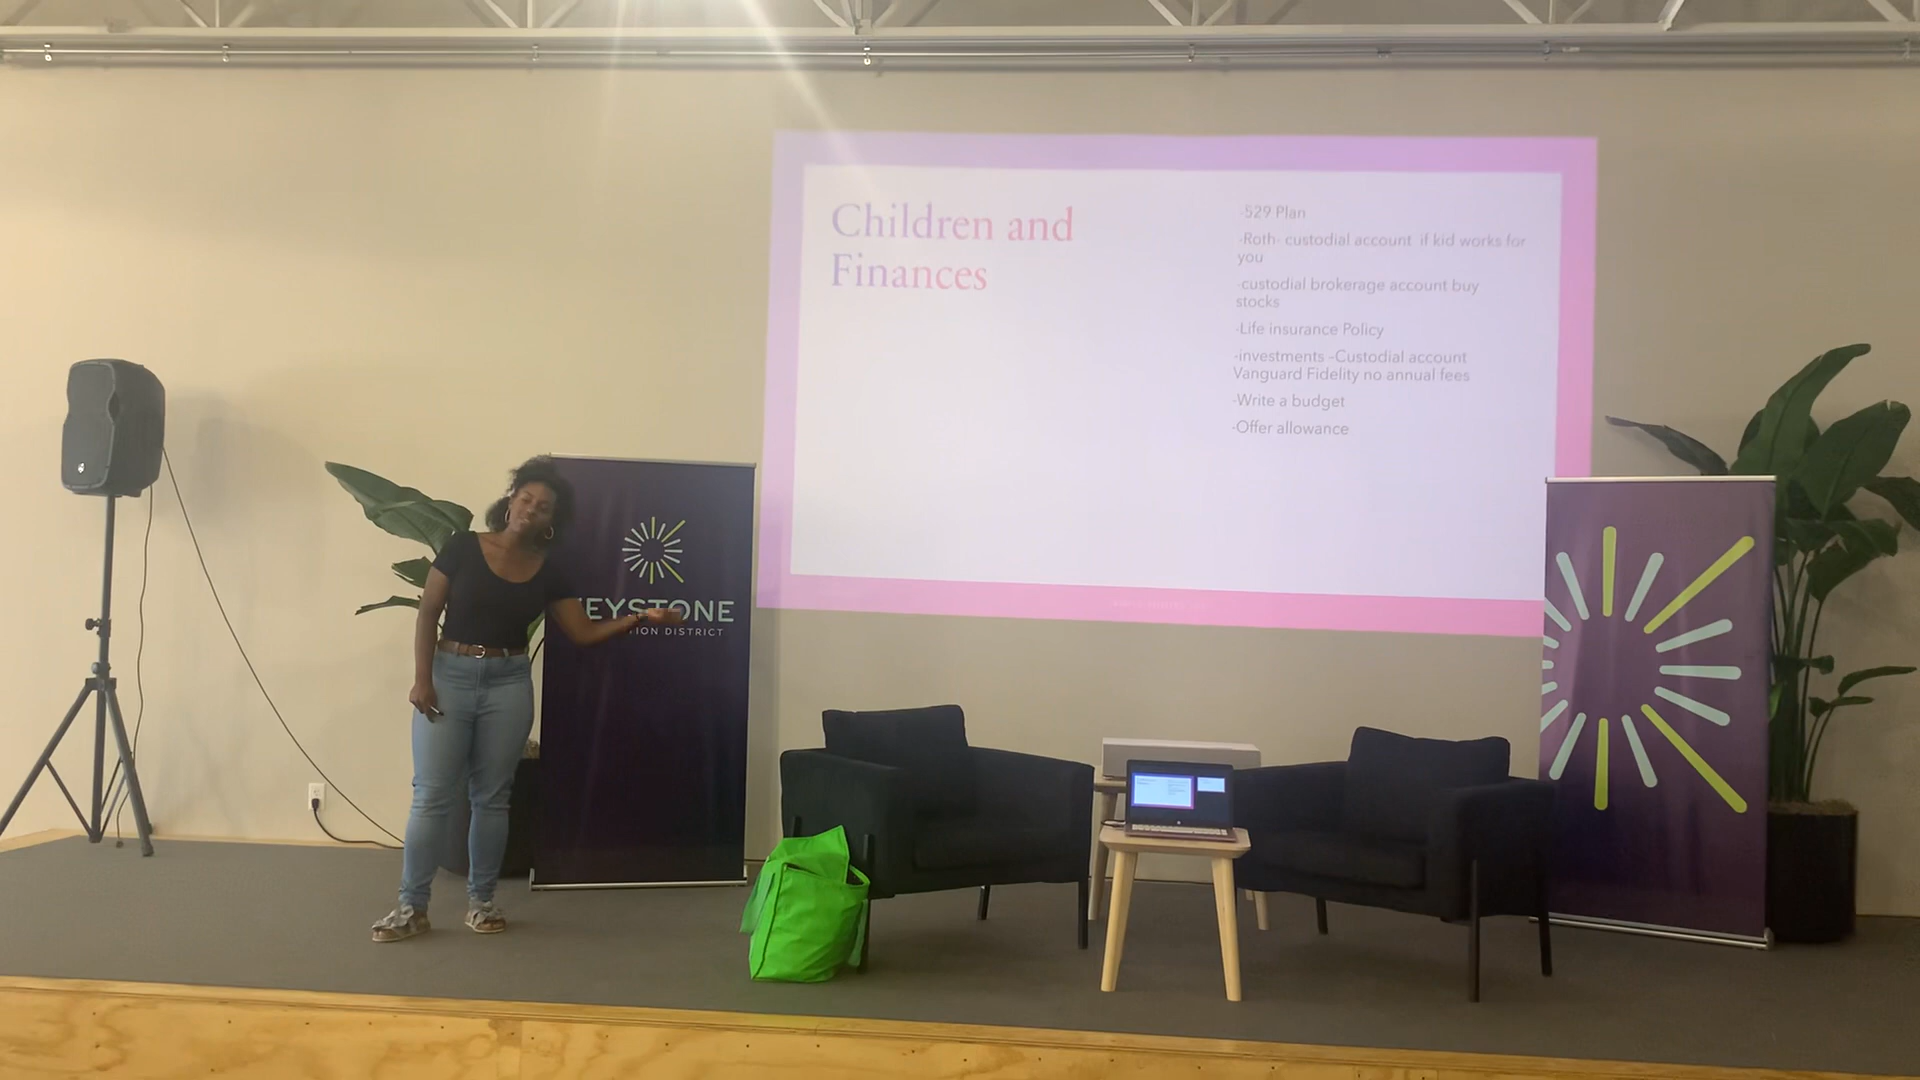 Children and
Finances
-529 Plan
-Roth- custodial account if kid works for
you
-custodial brokerage account buy
stocks
-Life insurance Policy
-investments -Custodial account
Vanguard Fidelity no annual fees
-Write a budget
-Offer allowance
EYSTONE
TION DISTRICT